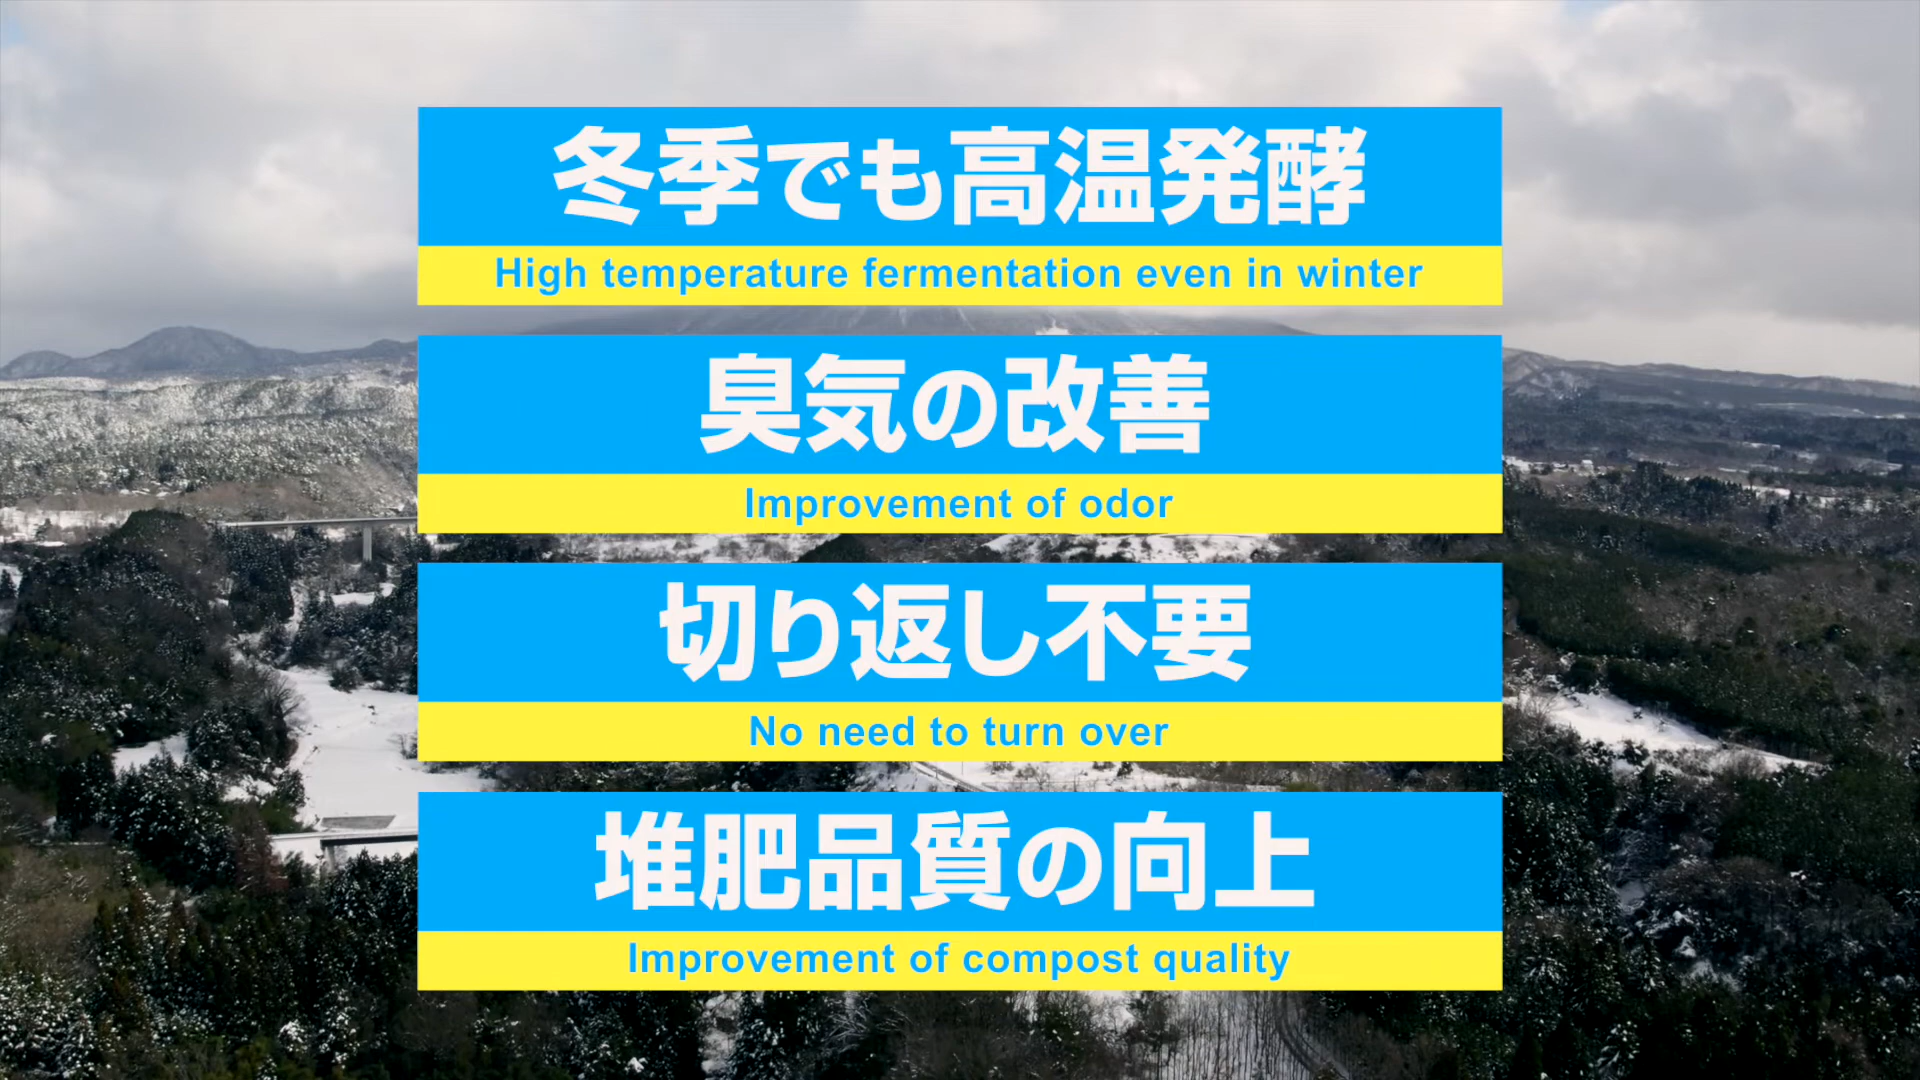 冬季でも高温発酵
High temperature fermentation even in winter
臭気の改善
Improvement of odor
切り返し不要
No need to turn over
堆肥品質の向上
Improvement of compost quality